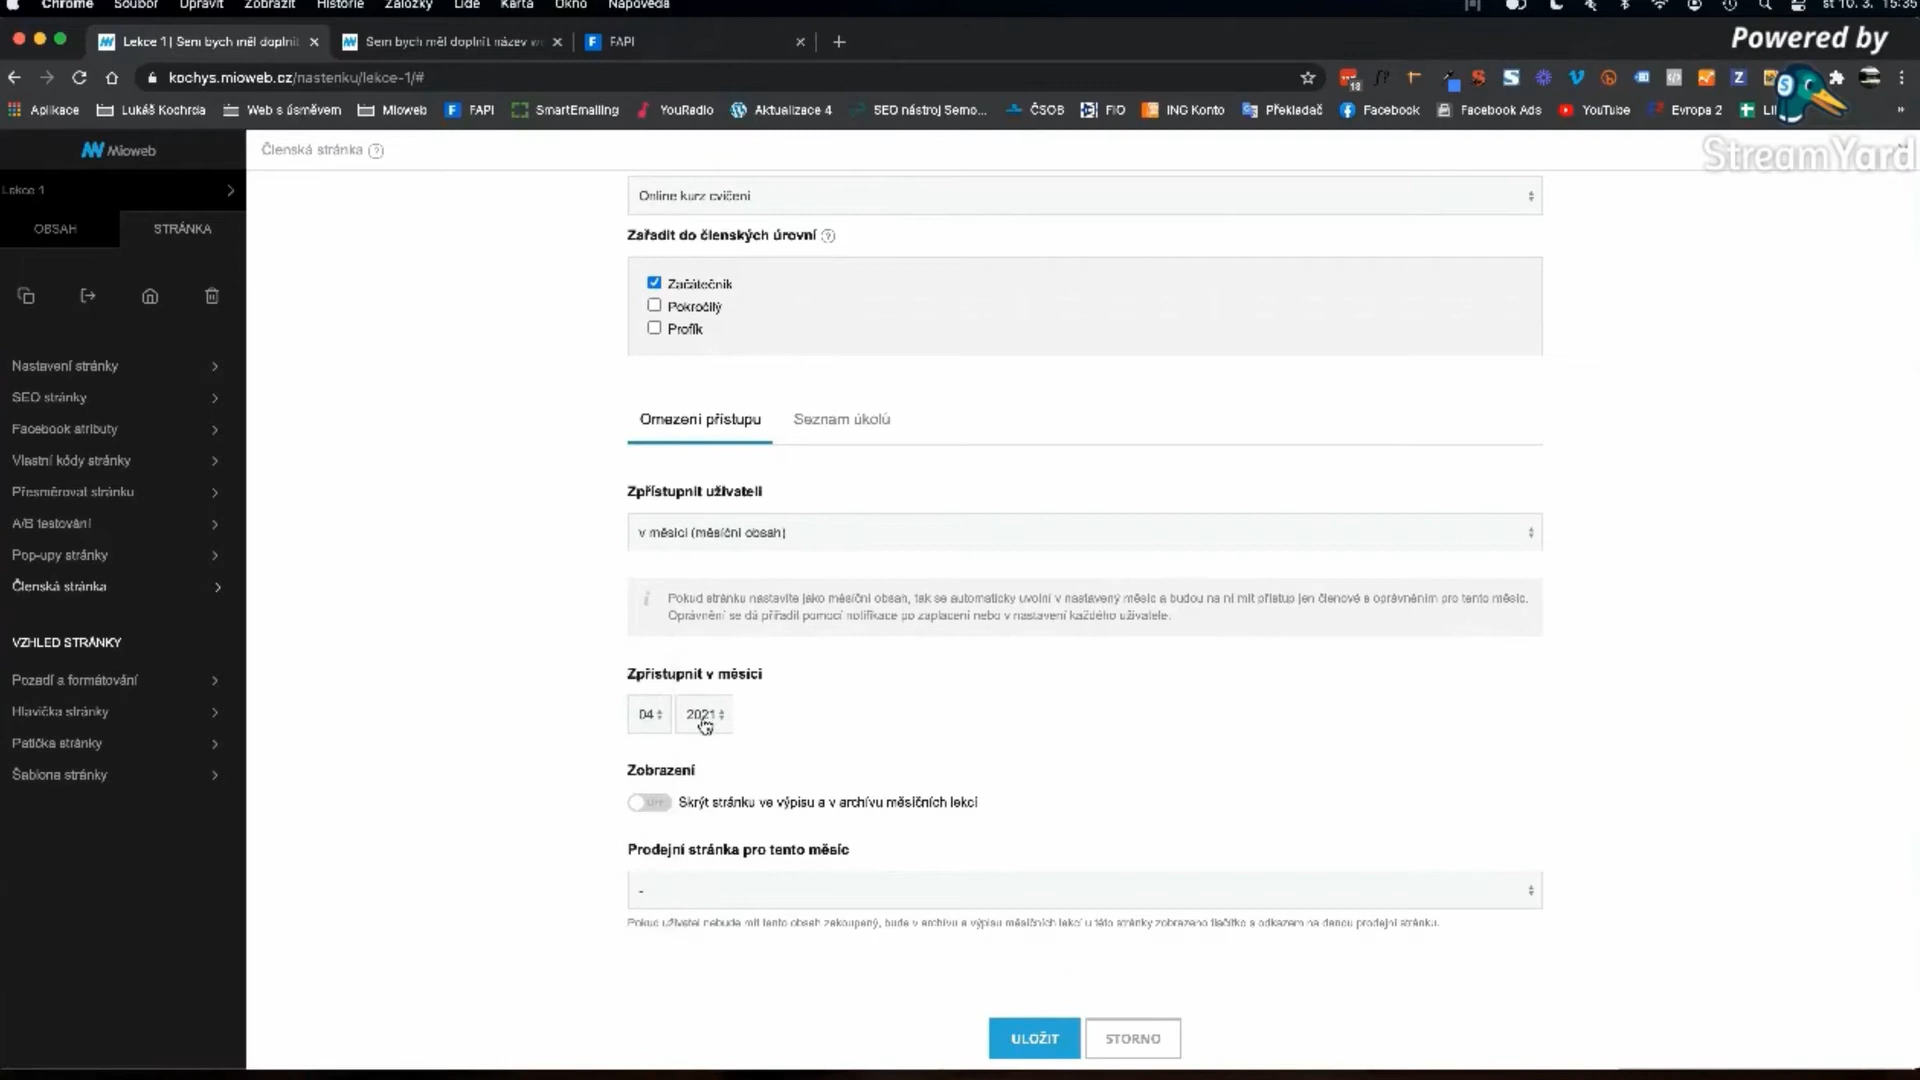 Chrome Soubor Upravit Zobrazit Historie Záložky Lidé Karta Okno Nápověda st 10. 3. 15:35
Lekce 1 | Sem bych měl doplnit Sem bych měl doplnit název we FAPI
Powered by
kochys.mioweb.cz/nastenku/lekce-1/#
18
Aplikace Lukáš Kochrda Web s úsměvem Mioweb FAPI SmartEmailing YouRadio Aktualizace 4 SEO nástroj Semo... ČSOB FIO ING Konto Překladač Facebook Facebook Ads YouTube Evropa 2
StreamYard
Mioweb
Členská stránka
Lekce 1
OBSAH STRÁNKA
Nastavení stránky
SEO stránky
Facebook atributy
Vlastní kódy stránky
Přesměrovat stránku
A/B testování
Pop-upy stránky
Členská stránka
VZHLED STRÁNKY
Pozadí a formátování
Hlavička stránky
Patička stránky
Šablona stránky
Online kurz cvičení
Zařadit do členských úrovní
Začátečník
Pokročilý
Profík
Omezení přístupu Seznam úkolů
Zpřístupnit uživateli
v měsíci (měsíční obsah)
Pokud stránku nastavíte jako měsíční obsah, tak se automaticky uvolní v nastavený měsíc a budou na ní mít přístup jen členové s oprávněním pro tento měsíc.
Oprávnění se dá přiřadit pomocí notifikace po zaplacení nebo v nastavení každého uživatele.
Zpřístupnit v měsíci
04 2021
Zobrazení
OFF Skrýt stránku ve výpisu a v archívu měsíčních lekcí
Prodejní stránka pro tento měsíc
-
Pokud uživatel nebude mít tento obsah zakoupený, bude v archívu a výpisu měsíčních lekcí u této stránky zobrazeno tlačítko s odkazem na danou prodejní stránku.
ULOŽIT STORNO